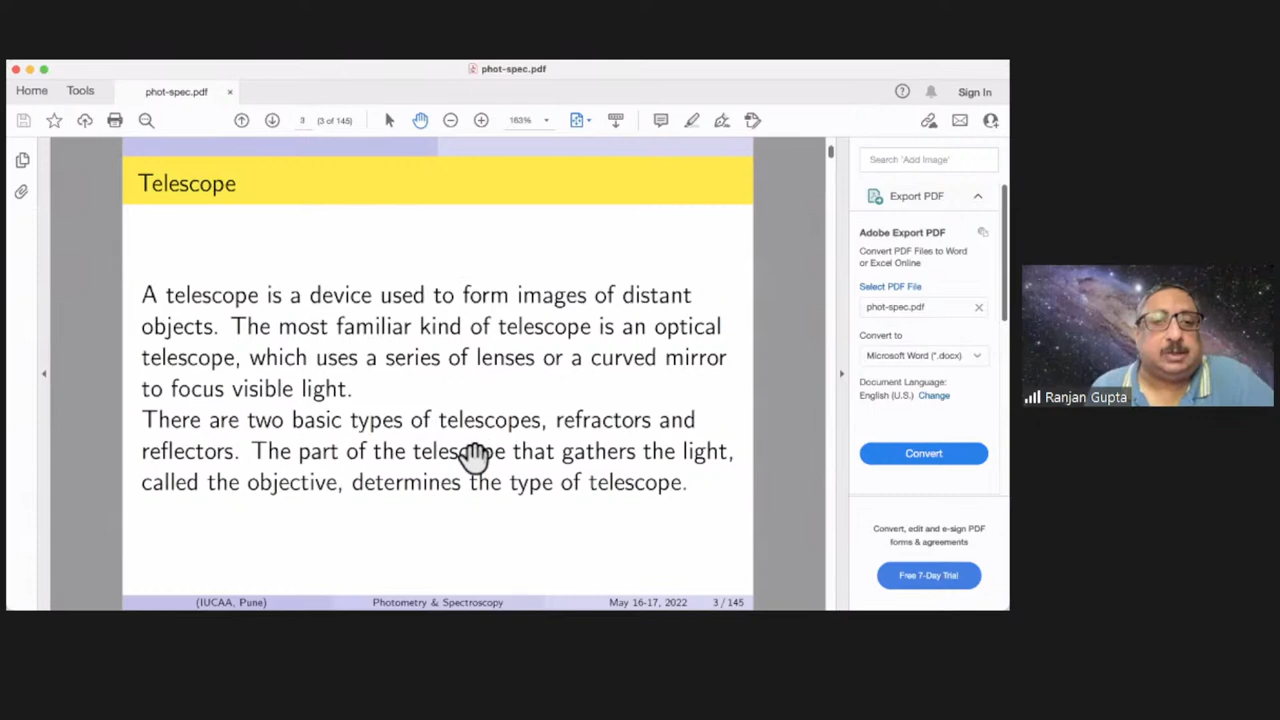 phot-spec.pdf
Home
Tools
phot-spec.pdf
×
Sign In
3
(3 of 145)
163%
Search 'Add Image'
Telescope
Export PDF
Adobe Export PDF
Convert PDF Files to Word
or Excel Online
Select PDF File
phot-spec.pdf
Convert to
Microsoft Word (*.docx)
Document Language:
English (U.S.) Change
Convert
Convert, edit and e-sign PDF
forms & agreements
Free 7-Day Trial
A telescope is a device used to form images of distant
objects. The most familiar kind of telescope is an optical
telescope, which uses a series of lenses or a curved mirror
to focus visible light.
There are two basic types of telescopes, refractors and
reflectors. The part of the telescope that gathers the light,
called the objective, determines the type of telescope.
(IUCAA, Pune)
Photometry & Spectroscopy
May 16-17, 2022
3 / 145
Ranjan Gupta